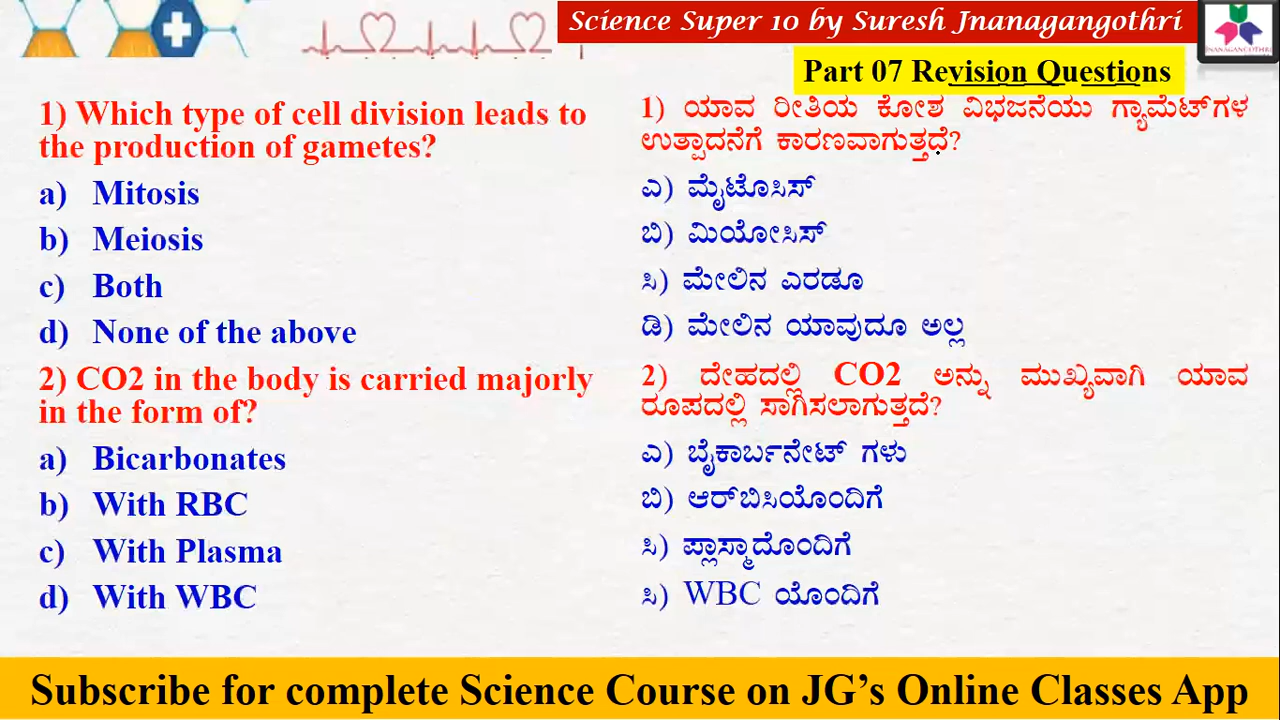 Science Super 10 by Suresh Jnanagangothri
JNANAGANGOTHRI
Part 07 Revision Questions
1) Which type of cell division leads to
the production of gametes?
a) Mitosis
b) Meiosis
c) Both
d) None of the above
2) CO2 in the body is carried majorly
in the form of?
a) Bicarbonates
b) With RBC
c) With Plasma
d) With WBC
1) ಯಾವ ರೀತಿಯ ಕೋಶ ವಿಭಜನೆಯು ಗ್ಯಾಮೆಟ್‌ಗಳ
ಉತ್ಪಾದನೆಗೆ ಕಾರಣವಾಗುತ್ತದೆ?
ಎ) ಮೈಟೊಸಿಸ್
ಬಿ) ಮಿಯೋಸಿಸ್
ಸಿ) ಮೇಲಿನ ಎರಡೂ
ಡಿ) ಮೇಲಿನ ಯಾವುದೂ ಅಲ್ಲ
2) ದೇಹದಲ್ಲಿ CO2 ಅನ್ನು ಮುಖ್ಯವಾಗಿ ಯಾವ
ರೂಪದಲ್ಲಿ ಸಾಗಿಸಲಾಗುತ್ತದೆ?
ಎ) ಬೈಕಾರ್ಬನೇಟ್ ಗಳು
ಬಿ) ಆರ್‌ಬಿಸಿಯೊಂದಿಗೆ
ಸಿ) ಪ್ಲಾಸ್ಮಾದೊಂದಿಗೆ
ಸಿ) WBC ಯೊಂದಿಗೆ
Subscribe for complete Science Course on JG’s Online Classes App